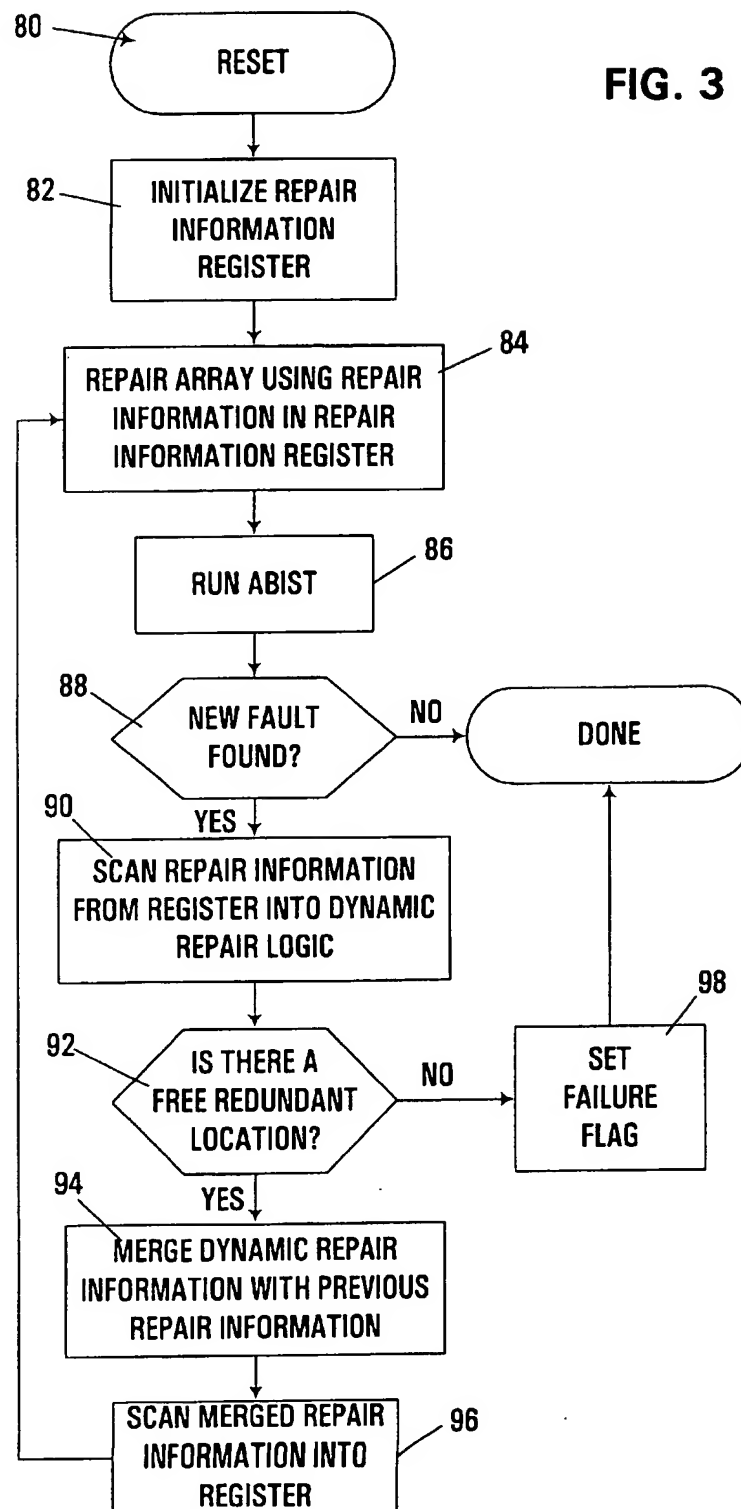 80
RESET
FIG. 3
82
INITIALIZE REPAIR
INFORMATION
REGISTER
84
REPAIR ARRAY USING REPAIR
INFORMATION IN REPAIR
INFORMATION REGISTER
86
RUN ABIST
88
NEW FAULT
FOUND?
NO
DONE
YES
90
SCAN REPAIR INFORMATION
FROM REGISTER INTO DYNAMIC
REPAIR LOGIC
98
92
IS THERE A
FREE REDUNDANT
LOCATION?
NO
SET
FAILURE
FLAG
YES
94
MERGE DYNAMIC REPAIR
INFORMATION WITH PREVIOUS
REPAIR INFORMATION
SCAN MERGED REPAIR
INFORMATION INTO
REGISTER
96